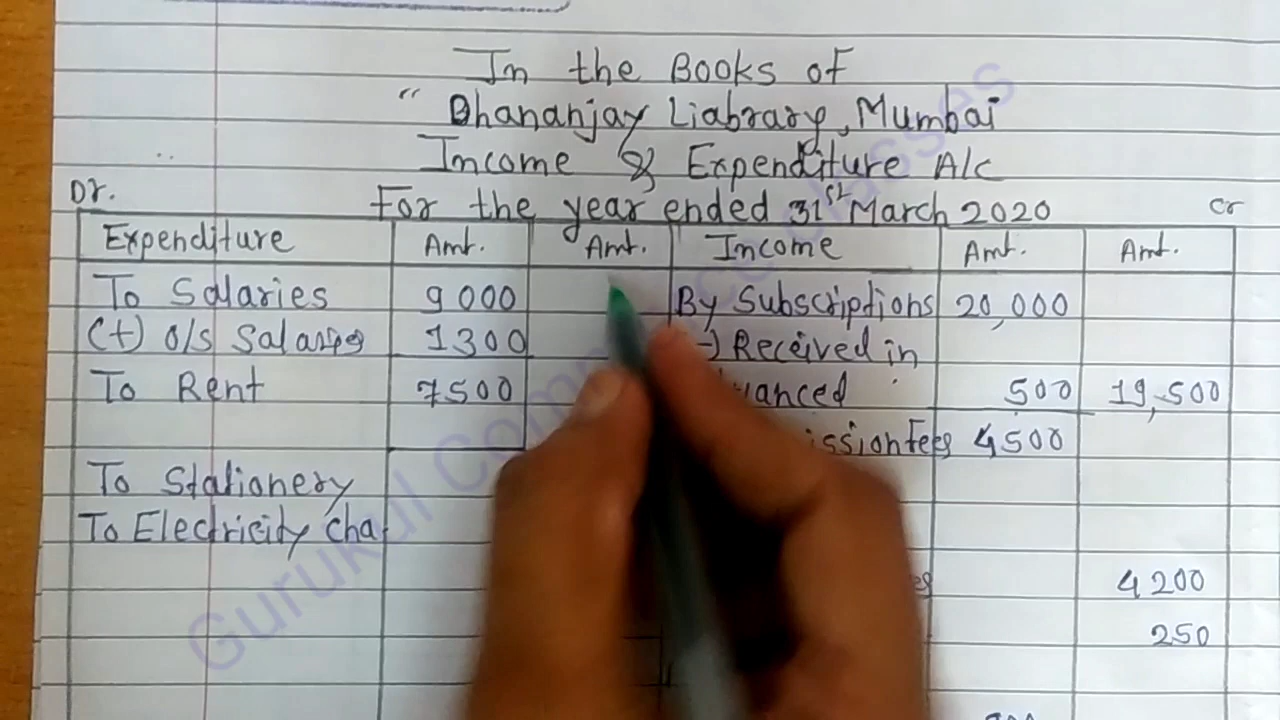 In the Books of
" Dhananjay Liabrary, Mumbai
Income & Expenditure A/c
Dr. For the year ended 31st March 2020 Cr
Expenditure Amt. Amt. Income Amt. Amt.
To Salaries 9000 By Subscriptions 20,000
(+) O/s Salaries 1300 (-) Received in
To Rent 7500 500 19,500
4500
To Stationery
To Electricity Cha
4200
250
Gurukul